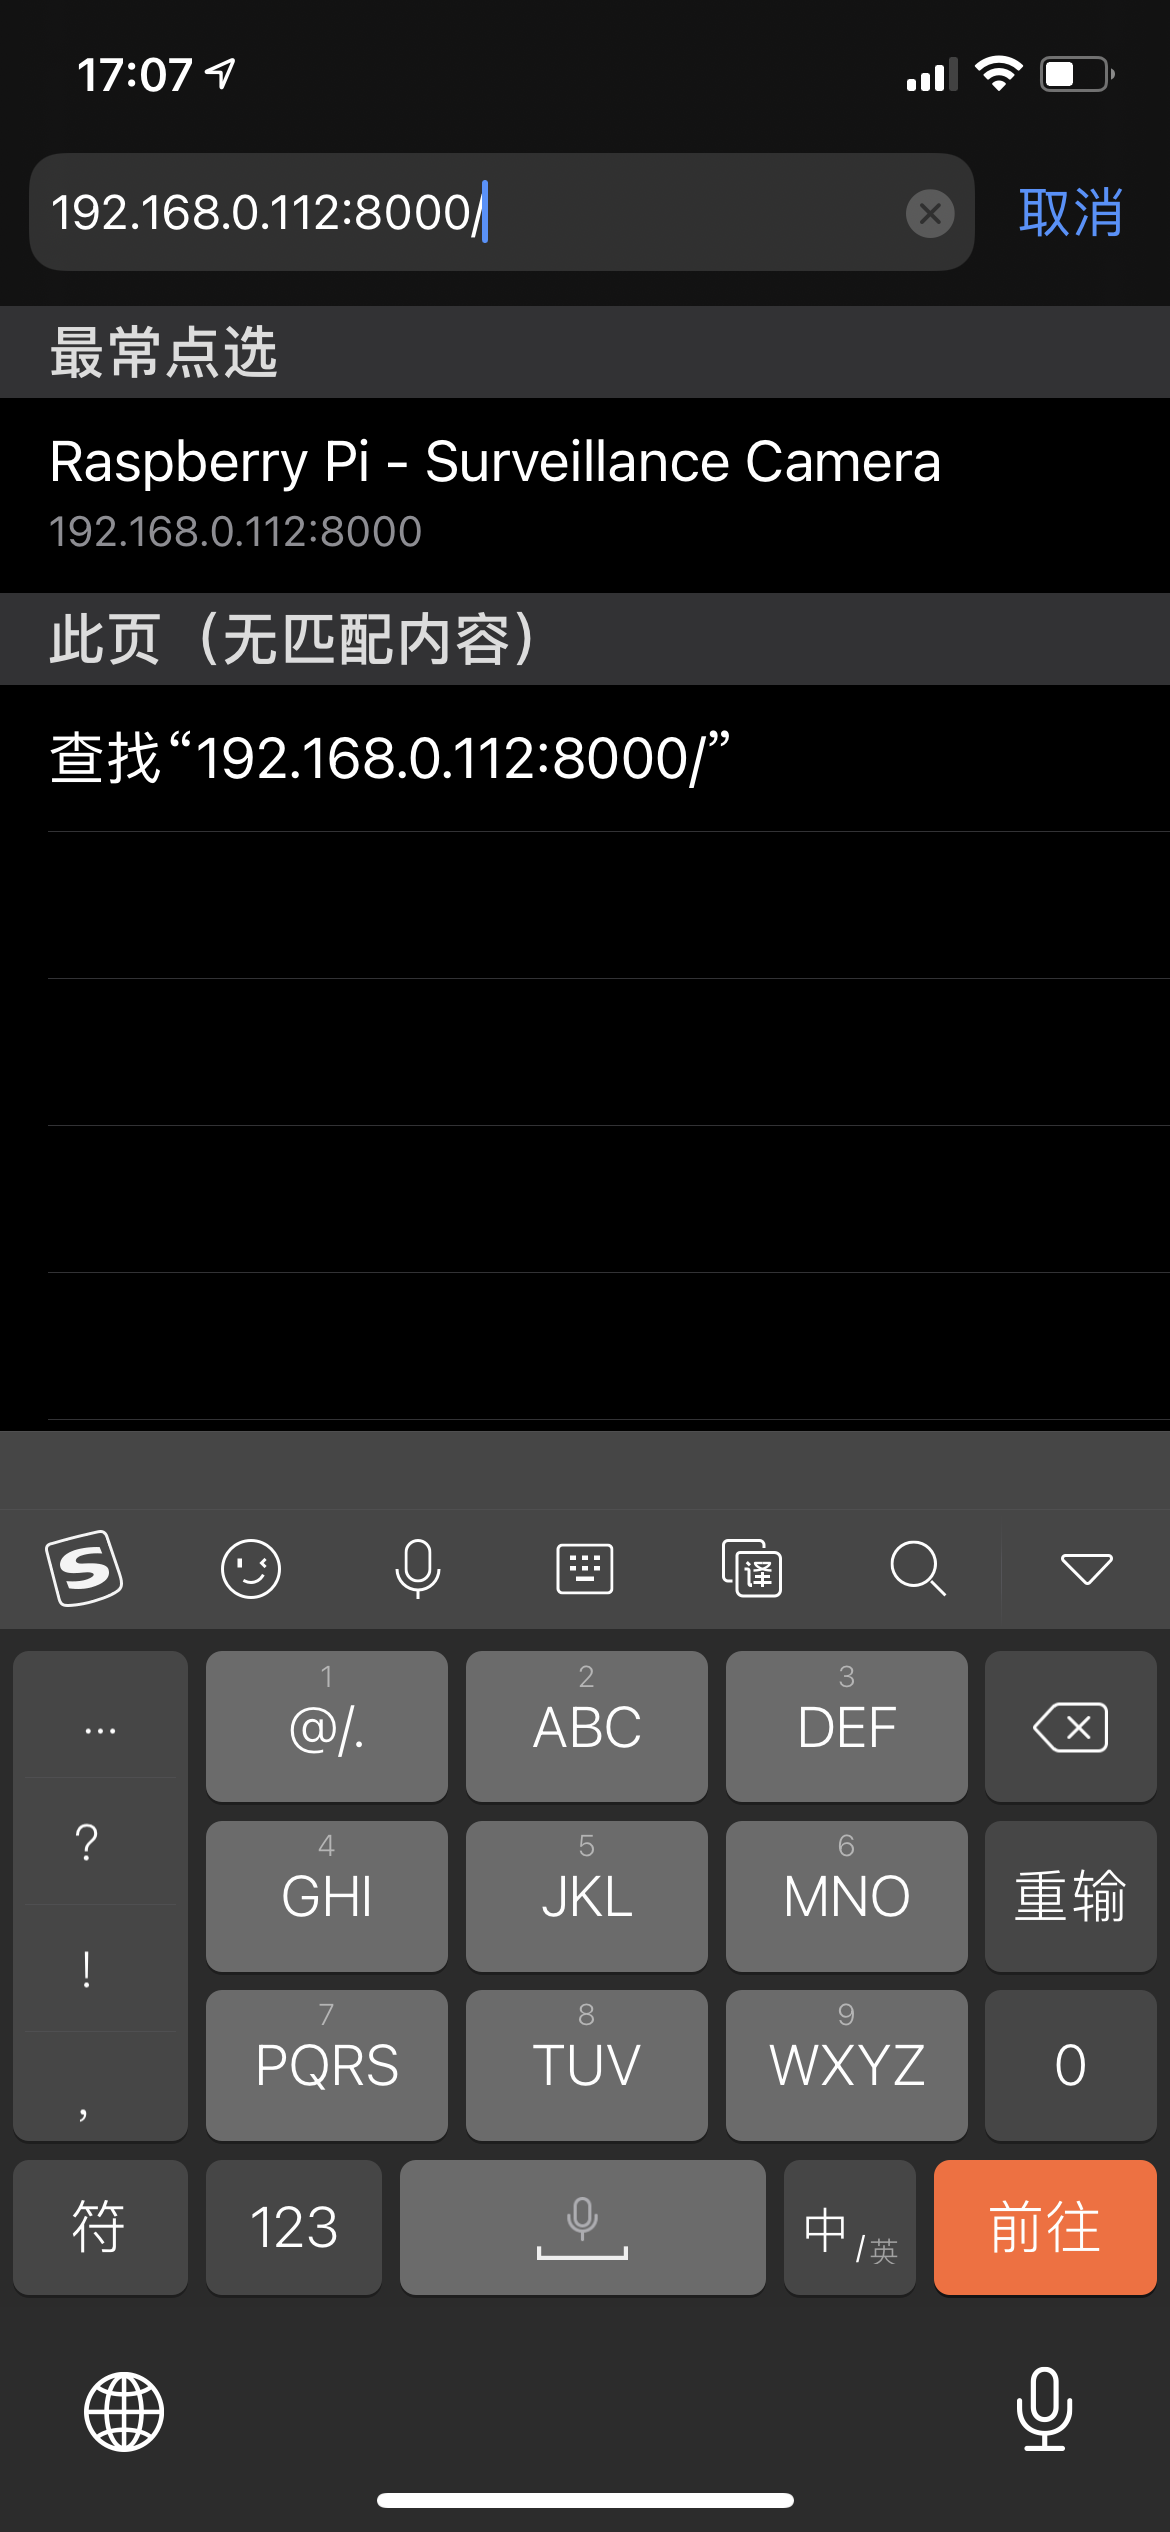 17:07
192.168.0.112:8000/
取消
最常点选
Raspberry Pi - Surveillance Camera
192.168.0.112:8000
此页（无匹配内容）
查找“192.168.0.112:8000/”
译
...
1
@/.
2
ABC
3
DEF
?
4
GHI
5
JKL
6
MNO
重输
!
7
PQRS
8
TUV
9
WXYZ
0
，
符
123
中/英
前往